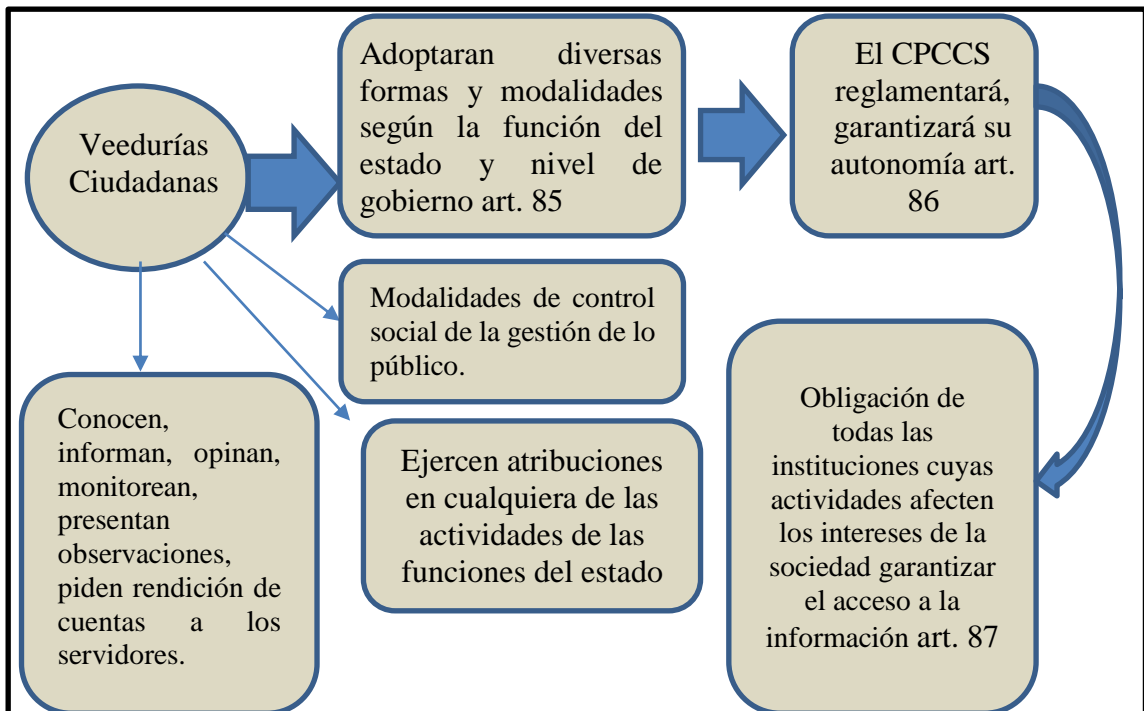 Veedurías
Ciudadanas
Adoptaran diversas
formas y modalidades
según la función del
estado y nivel de
gobierno art. 85
El CPCCS
reglamentará,
garantizará su
autonomía art.
86
Modalidades de control
social de la gestión de lo
público.
Conocen,
informan, opinan,
monitorean,
presentan
observaciones,
piden rendición de
cuentas a los
servidores.
Ejercen atribuciones
en cualquiera de las
actividades de las
funciones del estado
Obligación de
todas las
instituciones cuyas
actividades afecten
los intereses de la
sociedad garantizar
el acceso a la
información art. 87